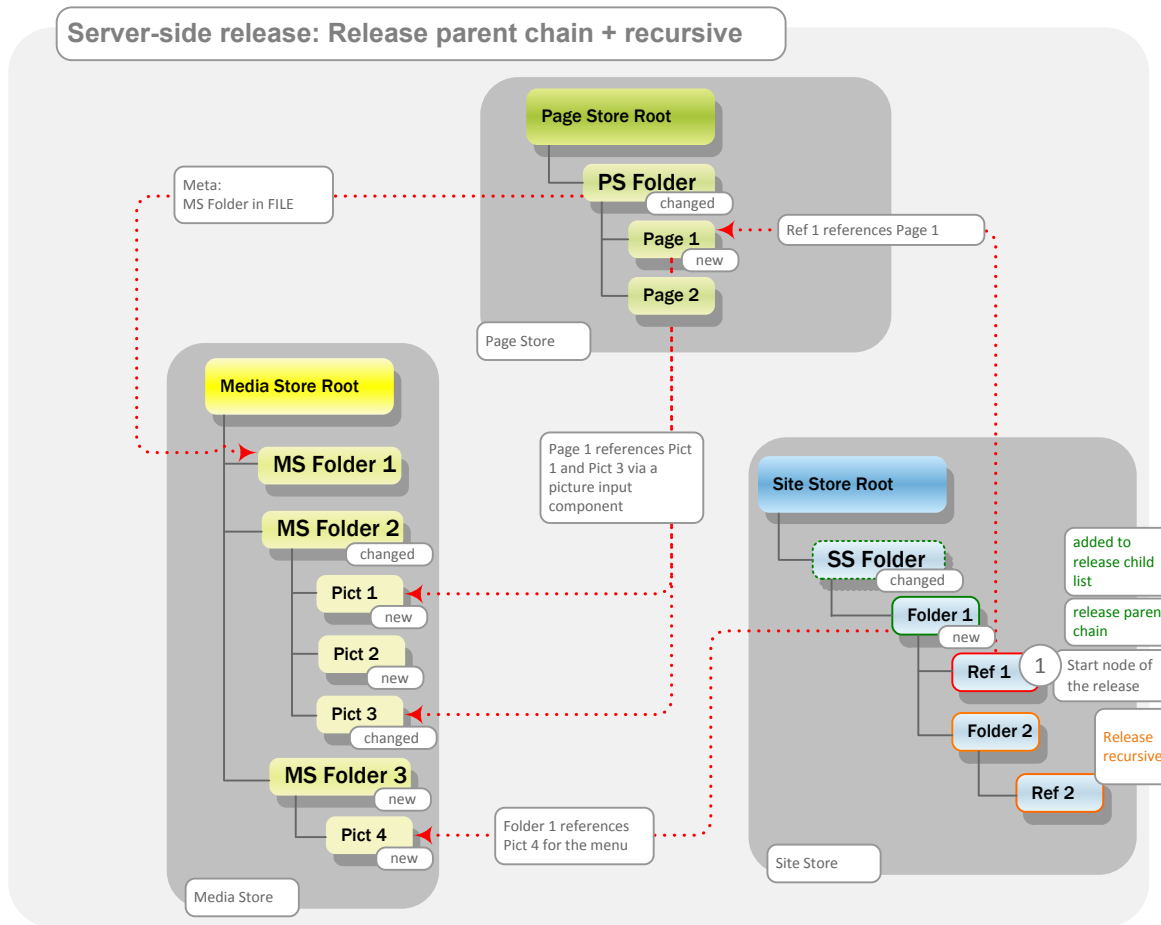 Server-side release: Release parent chain + recursive
Page Store Root
PS Folder
changed
Meta:
MS Folder in FILE
Page 1
new
Ref 1 references Page 1
Page 2
Page Store
Media Store Root
MS Folder 1
MS Folder 2
changed
Pict 1
new
Pict 2
new
Pict 3
changed
MS Folder 3
new
Pict 4
new
Media Store
Page 1 references Pict
1 and Pict 3 via a
picture input
component
Folder 1 references
Pict 4 for the menu
Site Store Root
SS Folder
changed
Folder 1
new
Ref 1
1
Folder 2
Ref 2
Site Store
added to
release child
list
release parent
chain
Start node of
the release
Release
recursive